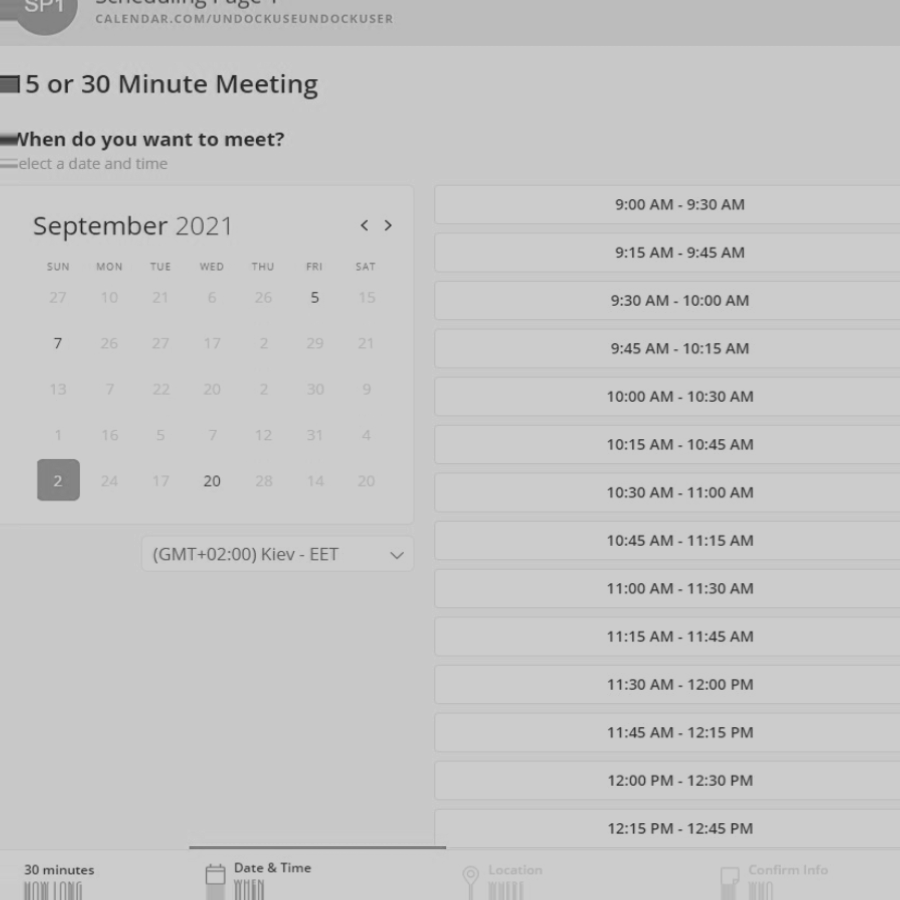 SP1
Scheduling Page 1
CALENDAR.COM/UNDOCKUSEUNDOCKUSER
15 or 30 Minute Meeting
When do you want to meet?
elect a date and time
September 2021
< >
SUN MON TUE WED THU FRI SAT
27 10 21 6 26 5 15
7 26 27 17 2 29 21
13 7 22 20 2 30 9
1 16 5 7 12 31 4
2 24 17 20 28 14 20
(GMT+02:00) Kiev - EET
9:00 AM - 9:30 AM
9:15 AM - 9:45 AM
9:30 AM - 10:00 AM
9:45 AM - 10:15 AM
10:00 AM - 10:30 AM
10:15 AM - 10:45 AM
10:30 AM - 11:00 AM
10:45 AM - 11:15 AM
11:00 AM - 11:30 AM
11:15 AM - 11:45 AM
11:30 AM - 12:00 PM
11:45 AM - 12:15 PM
12:00 PM - 12:30 PM
12:15 PM - 12:45 PM
30 minutes
HOW LONG
Date & Time
WHEN
Location
WHERE
Confirm Info
WHO